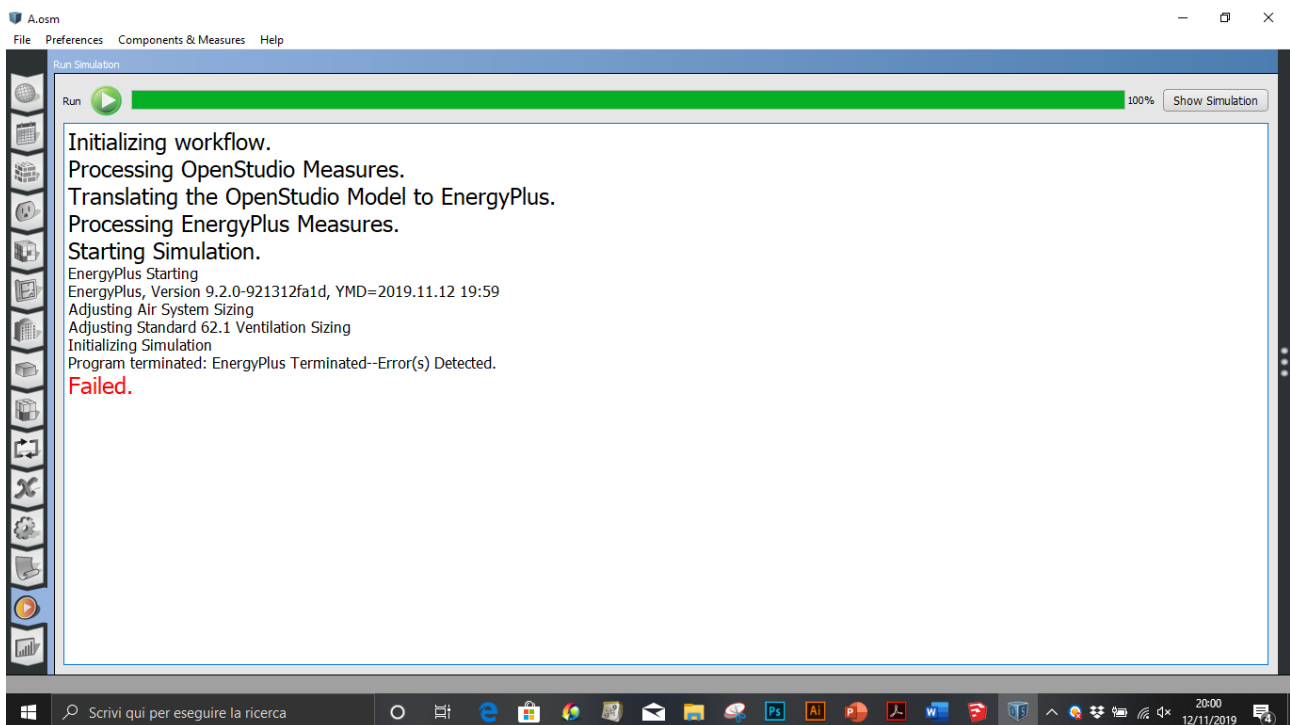 A.osm
File Preferences Components & Measures Help
Run Simulation
Run 100% Show Simulation
Initializing workflow.
Processing OpenStudio Measures.
Translating the OpenStudio Model to EnergyPlus.
Processing EnergyPlus Measures.
Starting Simulation.
EnergyPlus Starting
EnergyPlus, Version 9.2.0-921312fa1d, YMD=2019.11.12 19:59
Adjusting Air System Sizing
Adjusting Standard 62.1 Ventilation Sizing
Initializing Simulation
Program terminated: EnergyPlus Terminated--Error(s) Detected.
Failed.
Scrivi qui per eseguire la ricerca
Ps
Ai
20:00
12/11/2019
4